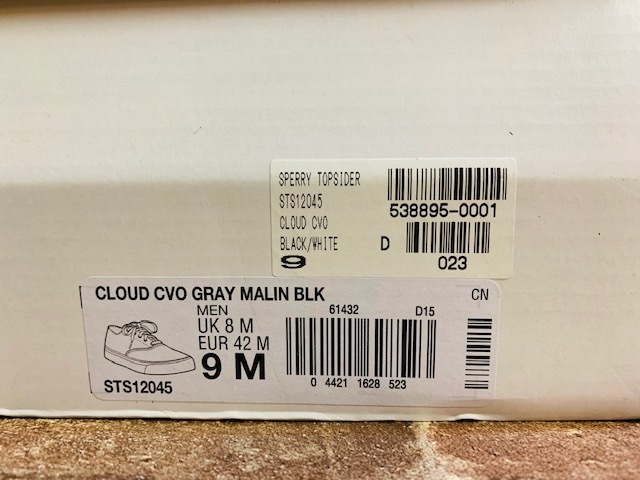 SPERRY TOPSIDER
STS12045
538895-0001
CLOUD CVO
BLACK/WHITE D
9 023
CLOUD CVO GRAY MALIN BLK CN
MEN 61432 D15
UK 8 M
EUR 42 M
9 M
STS12045 0 4421 1628 523